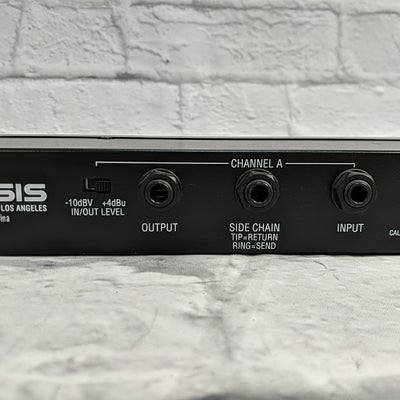 CHANNEL A
SIS
LOS ANGELES
-10dBV +4dBu
IN/OUT LEVEL
OUTPUT
SIDE CHAIN
TIP=RETURN
RING=SEND
INPUT